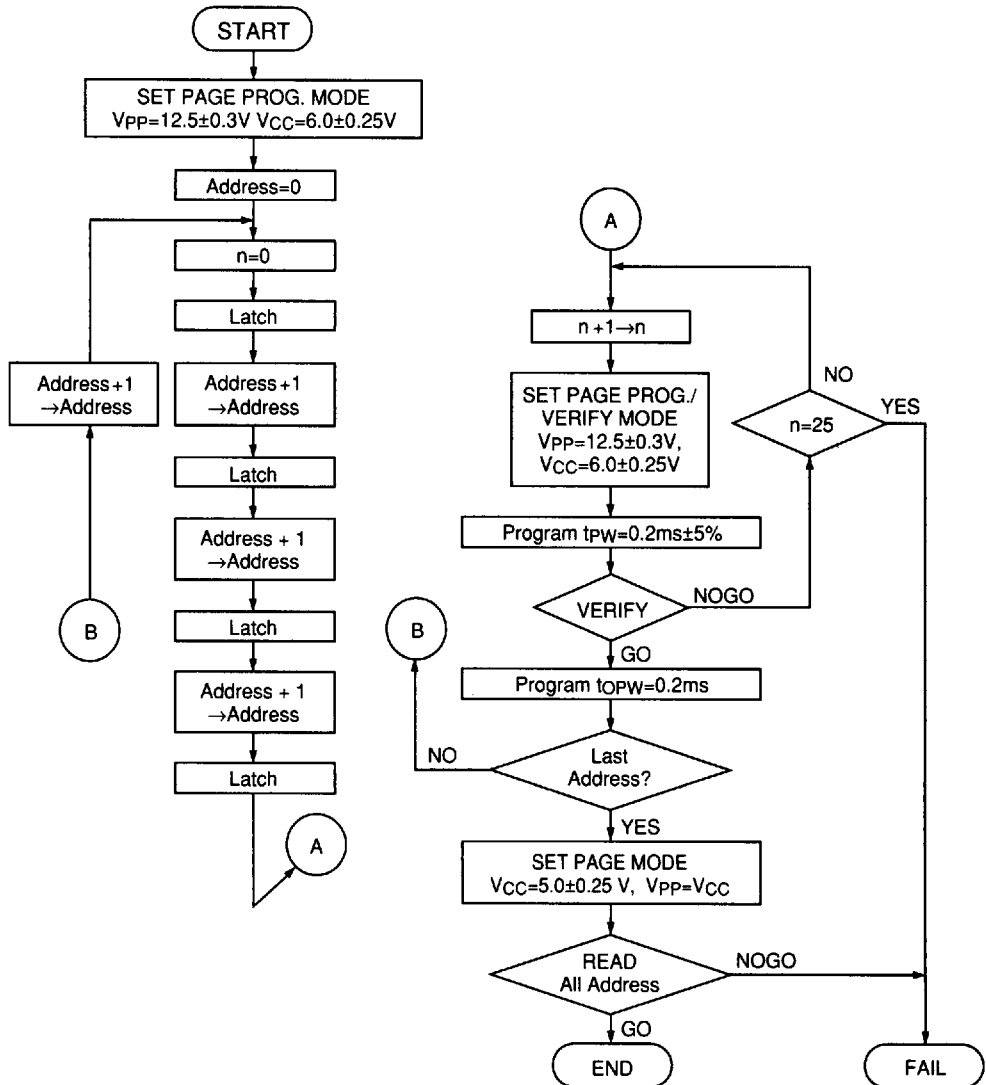 START
SET PAGE PROG. MODE
VPP=12.5±0.3V VCC=6.0±0.25V
Address=0
n=0
Latch
Address+1
→Address
Address+1
→Address
Latch
Address + 1
→Address
B
Latch
Address + 1
→Address
Latch
A
A
n+1→n
SET PAGE PROG./
VERIFY MODE
VPP=12.5±0.3V,
VCC=6.0±0.25V
NO
n=25
YES
Program tPW=0.2ms±5%
VERIFY
NOGO
GO
B
Program tOPW=0.2ms
NO
Last
Address?
YES
SET PAGE MODE
VCC=5.0±0.25 V, VPP=VCC
READ
All Address
NOGO
GO
END
FAIL